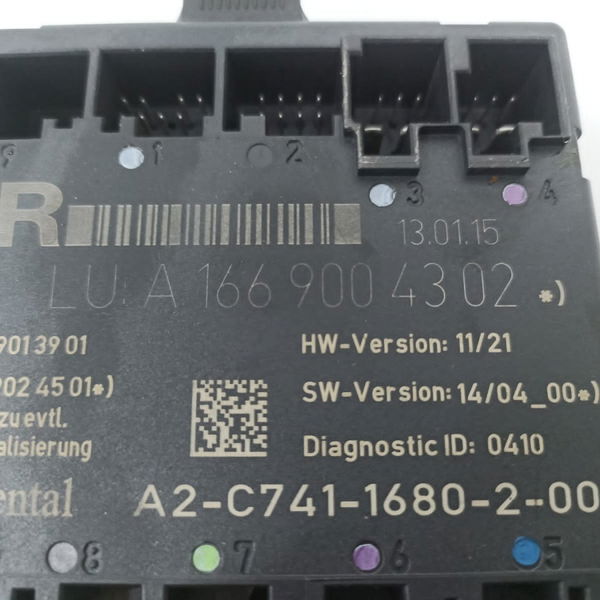 9 1 2 3 4
R
13.01.15
LU: A 166 900 43 02 *)
901 39 01
HW-Version: 11/21
902 45 01*)
SW-Version: 14/04_00*)
zu evtl.
alisierung
Diagnostic ID: 0410
ental
A2-C741-1680-2-00
8 7 6 5